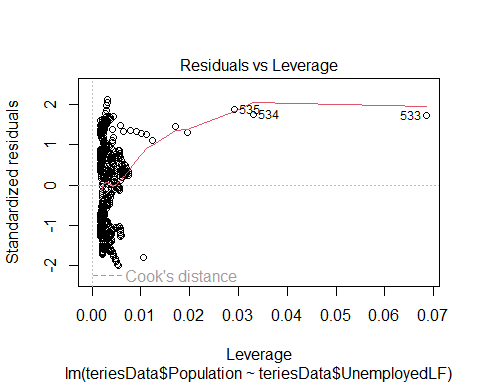 Residuals vs Leverage
Standardized residuals
2
1
0
-1
-2
535
534
533
Cook's distance
0.00 0.01 0.02 0.03 0.04 0.05 0.06 0.07
Leverage
lm(teriesData$Population ~ teriesData$UnemployedLF)